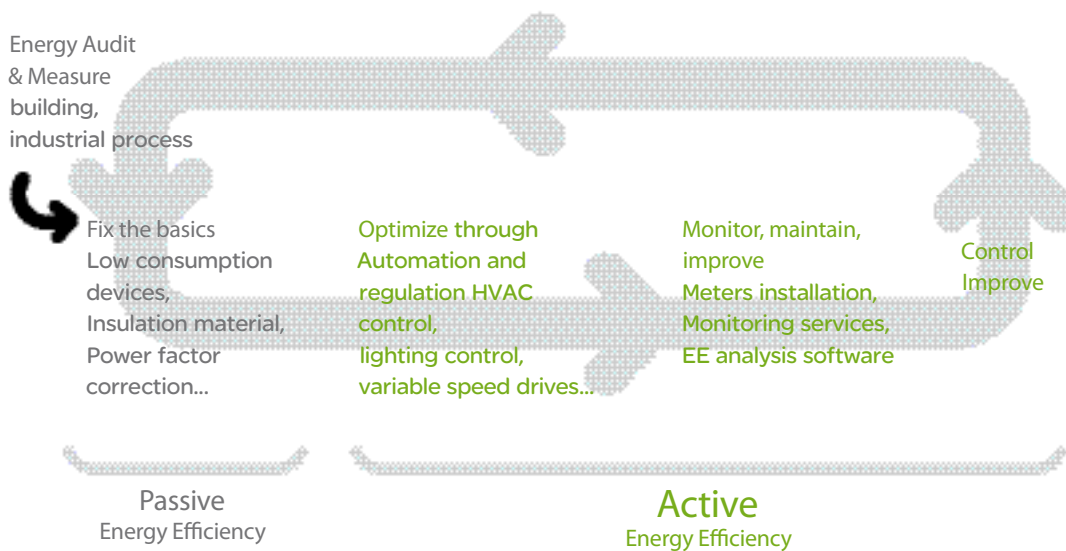 Energy Audit
& Measure
building,
industrial process
Fix the basics
Low consumption
devices,
Insulation material,
Power factor
correction...
Optimize through
Automation and
regulation HVAC
control,
lighting control,
variable speed drives...
Monitor, maintain,
improve
Meters installation,
Monitoring services,
EE analysis software
Control
Improve
Passive
Energy Efficiency
Active
Energy Efficiency